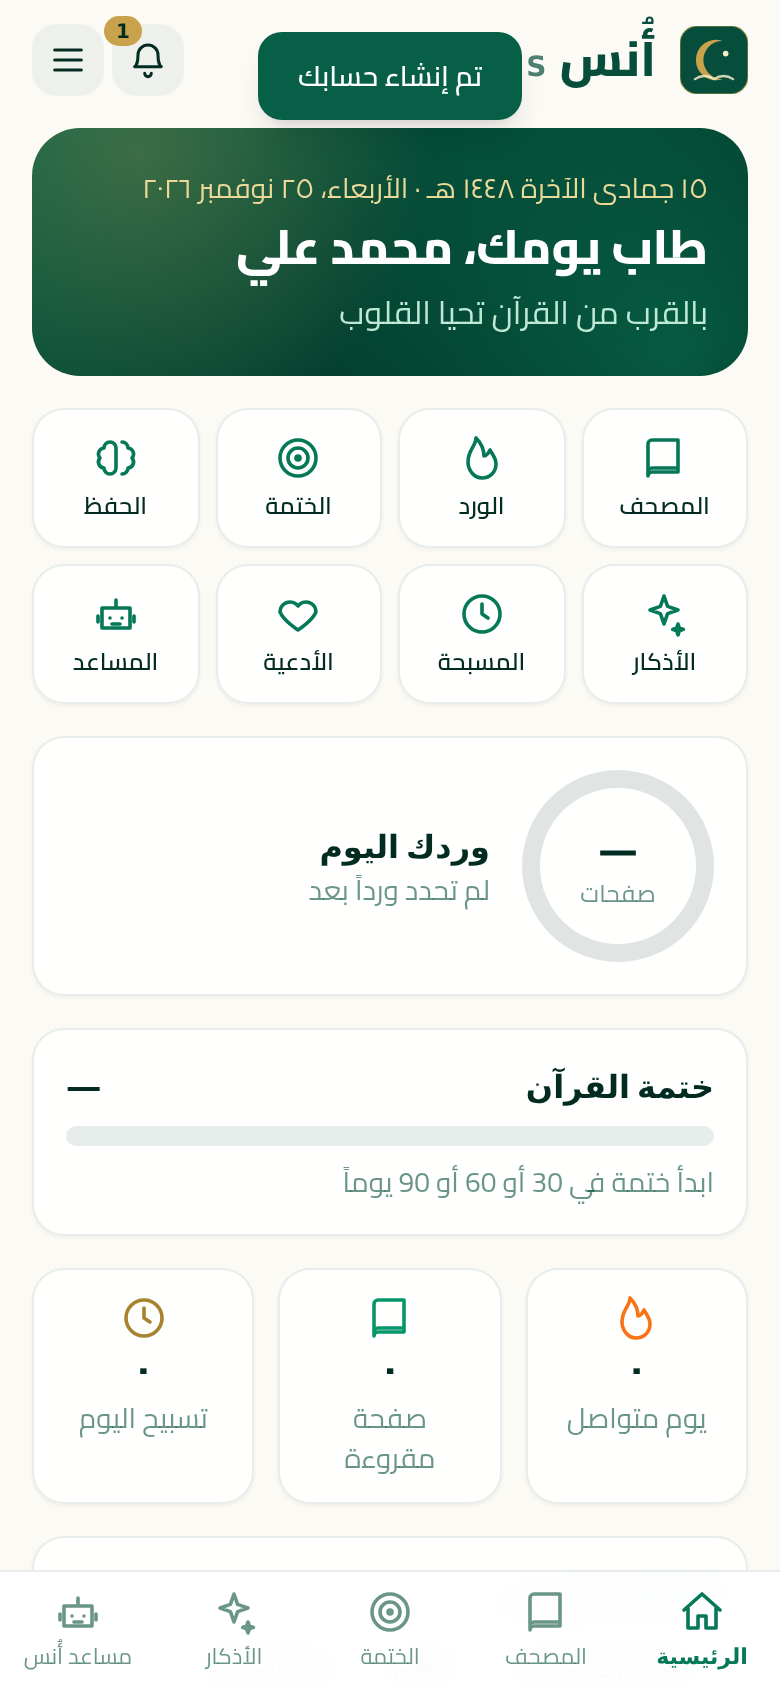 أُنس S
تم إنشاء حسابك
1
١٥ جمادى الآخرة ١٤٤٨ هـ · الأربعاء، ٢٥ نوفمبر ٢٠٢٦
طاب يومك، محمد علي
بالقرب من القرآن تحيا القلوب
المصحف
الورد
الختمة
الحفظ
الأذكار
المسبحة
الأدعية
المساعد
—
صفحات
وردك اليوم
لم تحدد ورداً بعد
ختمة القرآن
—
ابدأ ختمة في 30 أو 60 أو 90 يوماً
٠
يوم متواصل
٠
صفحة
مقروءة
٠
تسبيح اليوم
الرئيسية
المصحف
الختمة
الأذكار
مساعد أُنس